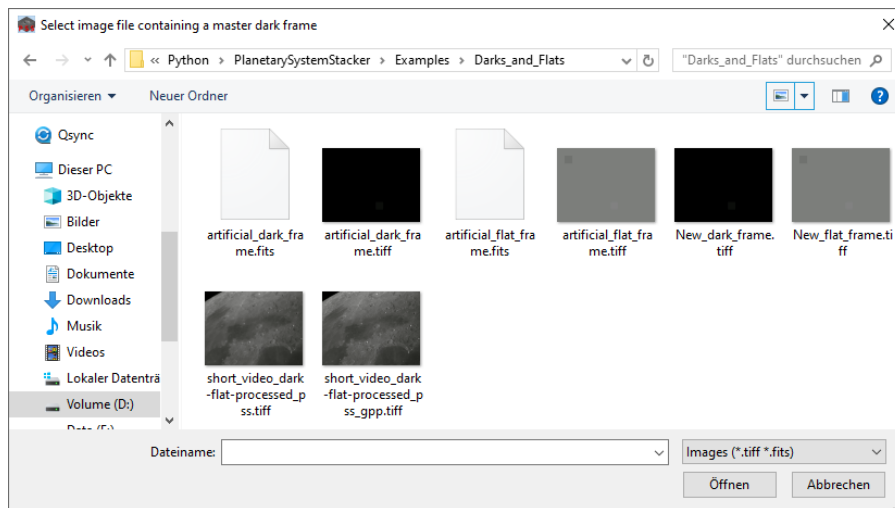 Select image file containing a master dark frame
« Python > PlanetarySystemStacker > Examples > Darks_and_Flats
"Darks_and_Flats" durchsuchen
Organisieren
Neuer Ordner
?
Qsync
Dieser PC
3D-Objekte
Bilder
Desktop
Dokumente
Downloads
Musik
Videos
Lokaler Datenträ
Volume (D:)
artificial_dark_fra
me.fits
artificial_dark_fra
me.tiff
artificial_flat_fra
me.fits
artificial_flat_fra
me.tiff
New_dark_frame.
tiff
New_flat_frame.ti
ff
short_video_dark
-flat-processed_p
ss.tiff
short_video_dark
-flat-processed_p
ss_gpp.tiff
Dateiname:
Images (*.tiff *.fits)
Öffnen
Abbrechen